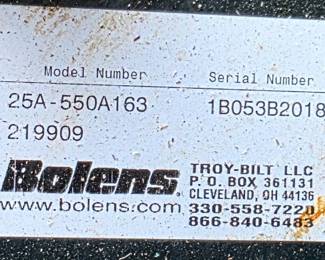 Model Number Serial Number
25A-550A163 1B053B2018
219909
Bolens.
www.bolens.com
TROY-BILT LLC
P. O. BOX 361131
CLEVELAND, OH 44136
330-558-7220
866-840-6483